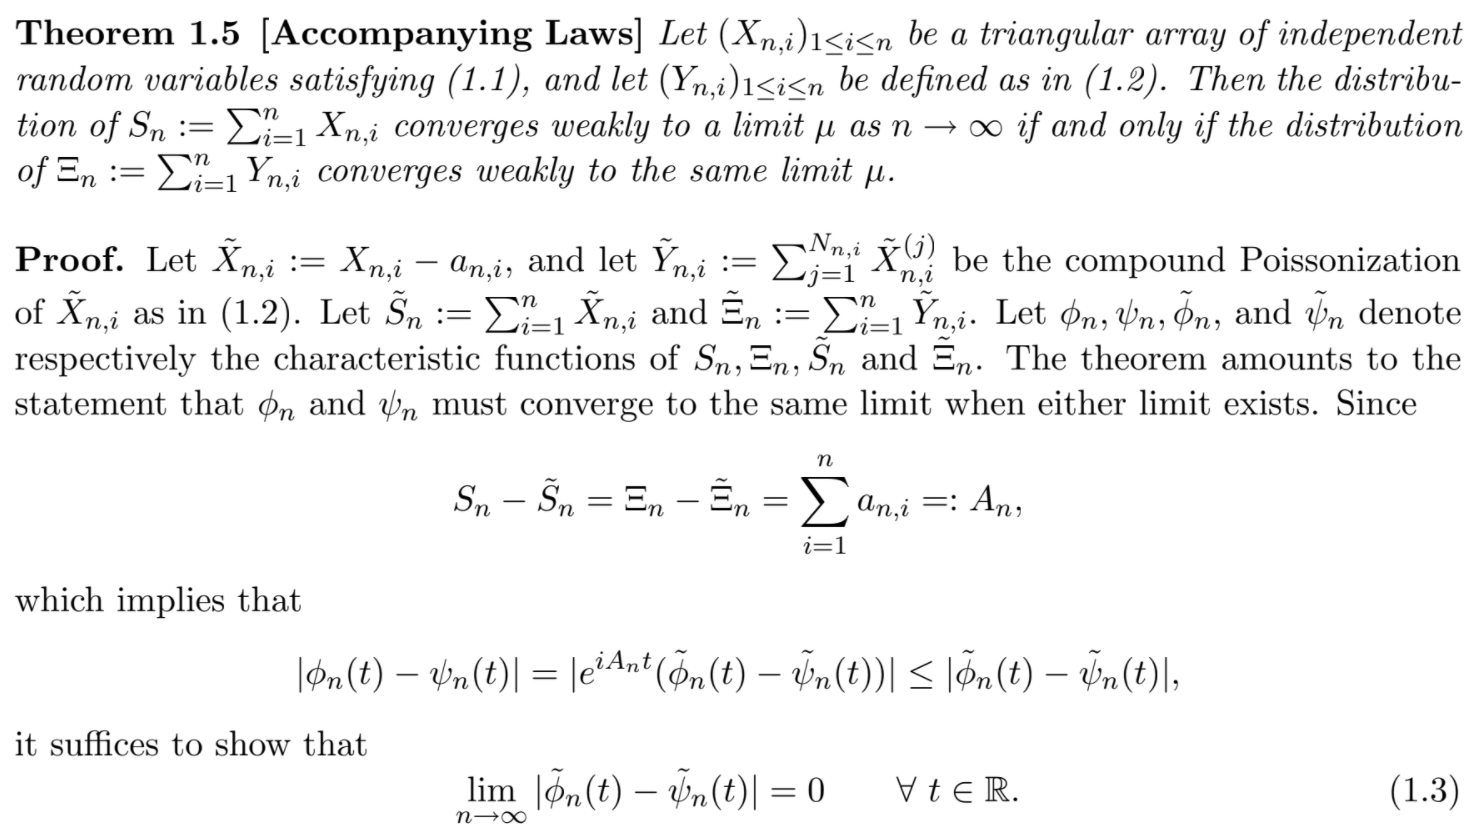 Theorem 1.5 [Accompanying Laws] Let $(X_{n,i})_{1\leq i\leq n}$ be a triangular array of independent
random variables satisfying (1.1), and let $(Y_{n,i})_{1\leq i\leq n}$ be defined as in (1.2). Then the distribu-
tion of $S_n := \sum_{i=1}^{n} X_{n,i}$ converges weakly to a limit $\mu$ as $n \to \infty$ if and only if the distribution
of $\Xi_n := \sum_{i=1}^{n} Y_{n,i}$ converges weakly to the same limit $\mu$.
Proof. Let $\tilde{X}_{n,i} := X_{n,i} - a_{n,i}$, and let $\tilde{Y}_{n,i} := \sum_{j=1}^{N_{n,i}} \tilde{X}_{n,i}^{(j)}$ be the compound Poissonization
of $\tilde{X}_{n,i}$ as in (1.2). Let $\tilde{S}_n := \sum_{i=1}^{n} \tilde{X}_{n,i}$ and $\tilde{\Xi}_n := \sum_{i=1}^{n} \tilde{Y}_{n,i}$. Let $\phi_n, \psi_n, \tilde{\phi}_n$, and $\tilde{\psi}_n$ denote
respectively the characteristic functions of $S_n, \Xi_n, \tilde{S}_n$ and $\tilde{\Xi}_n$. The theorem amounts to the
statement that $\phi_n$ and $\psi_n$ must converge to the same limit when either limit exists. Since
$S_n - \tilde{S}_n = \Xi_n - \tilde{\Xi}_n = \sum_{i=1}^{n} a_{n,i} =: A_n,$
which implies that
$|\phi_n(t) - \psi_n(t)| = |e^{iA_n t}(\tilde{\phi}_n(t) - \tilde{\psi}_n(t))| \leq |\tilde{\phi}_n(t) - \tilde{\psi}_n(t)|,$
it suffices to show that
$\lim_{n\to\infty} |\tilde{\phi}_n(t) - \tilde{\psi}_n(t)| = 0 \quad \forall\, t \in \mathbb{R}.$ (1.3)